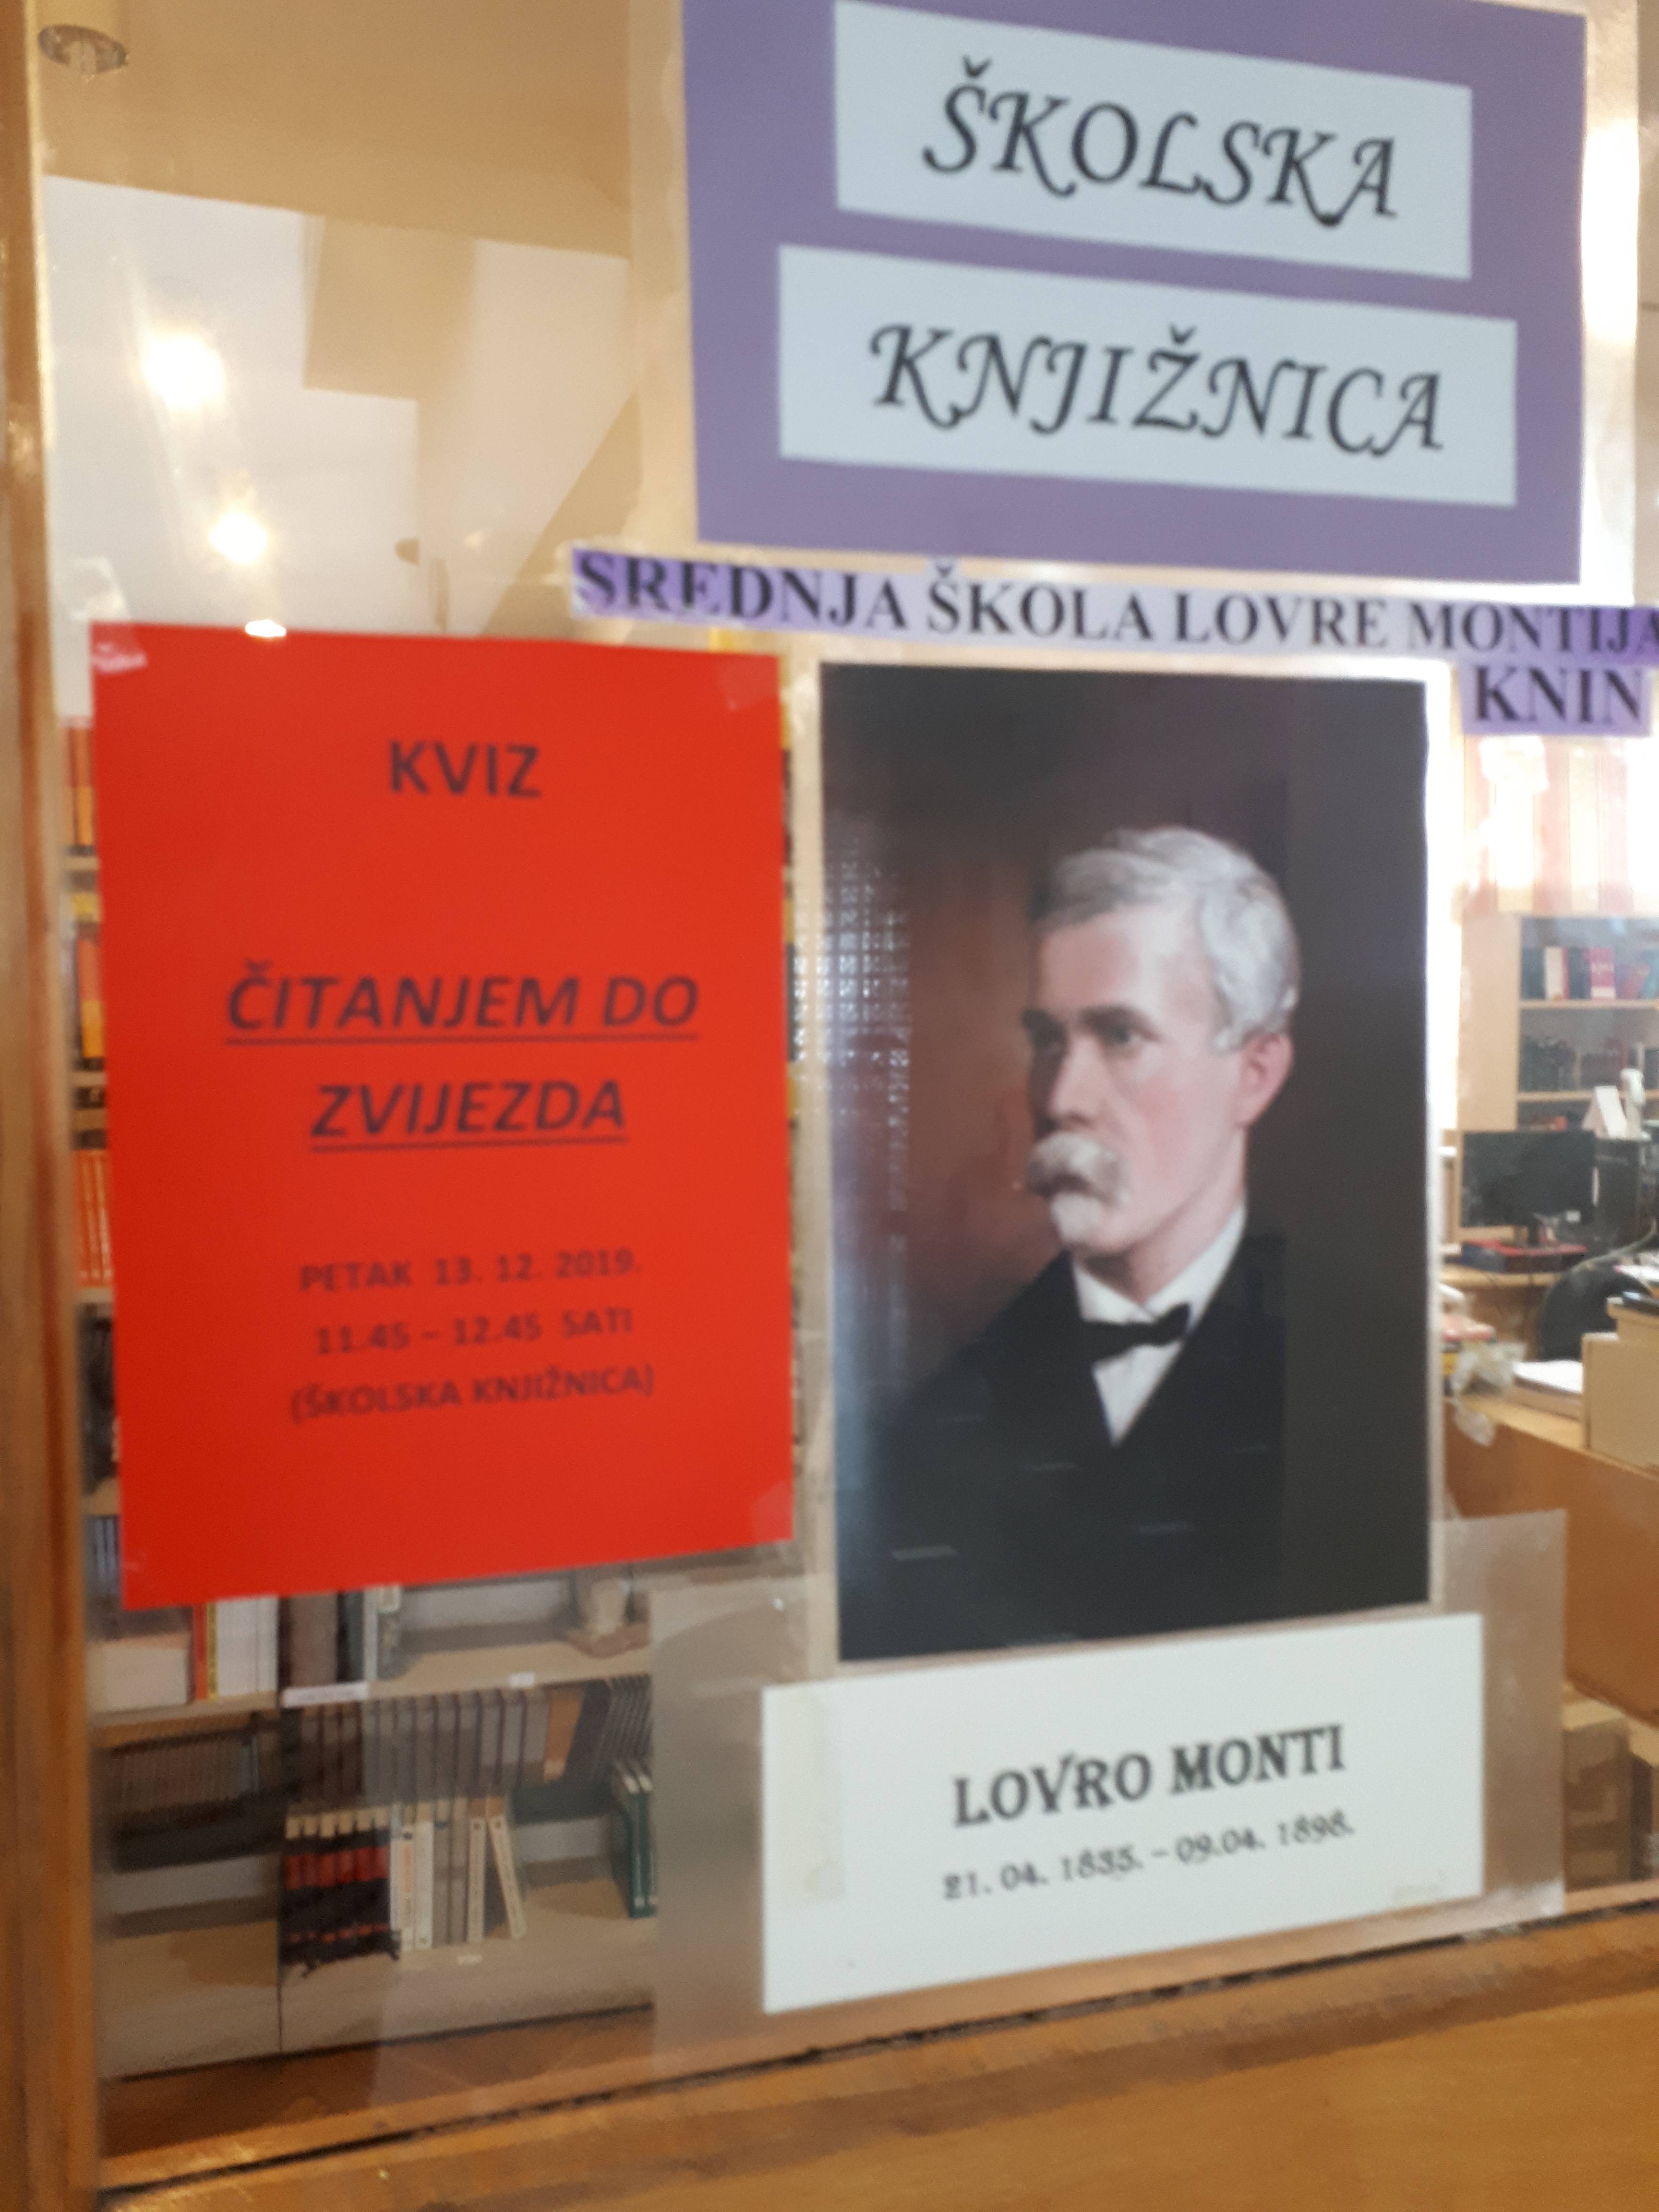 ŠKOLSKA
KNJIŽNICA
SREDNJA ŠKOLA LOVRE MONTIJA
KNIN
KVIZ
ČITANJEM DO
ZVIJEZDA
PETAK 13. 12. 2019.
11.45 – 12.45 SATI
(ŠKOLSKA KNJIŽNICA)
LOVRO MONTI
21. 04. 1835. – 09.04. 1898.